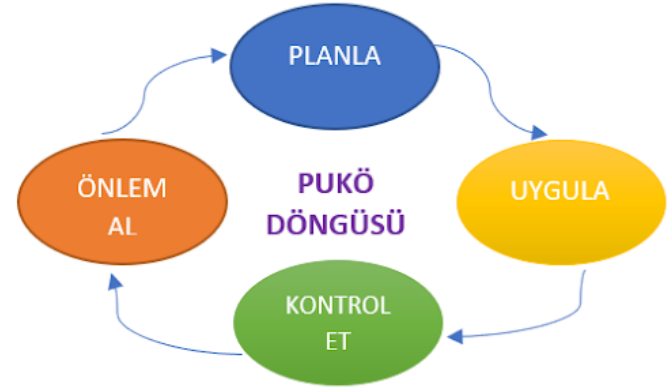 PLANLA
UYGULA
KONTROL
ET
ÖNLEM
AL
PUKÖ
DÖNGÜSÜ